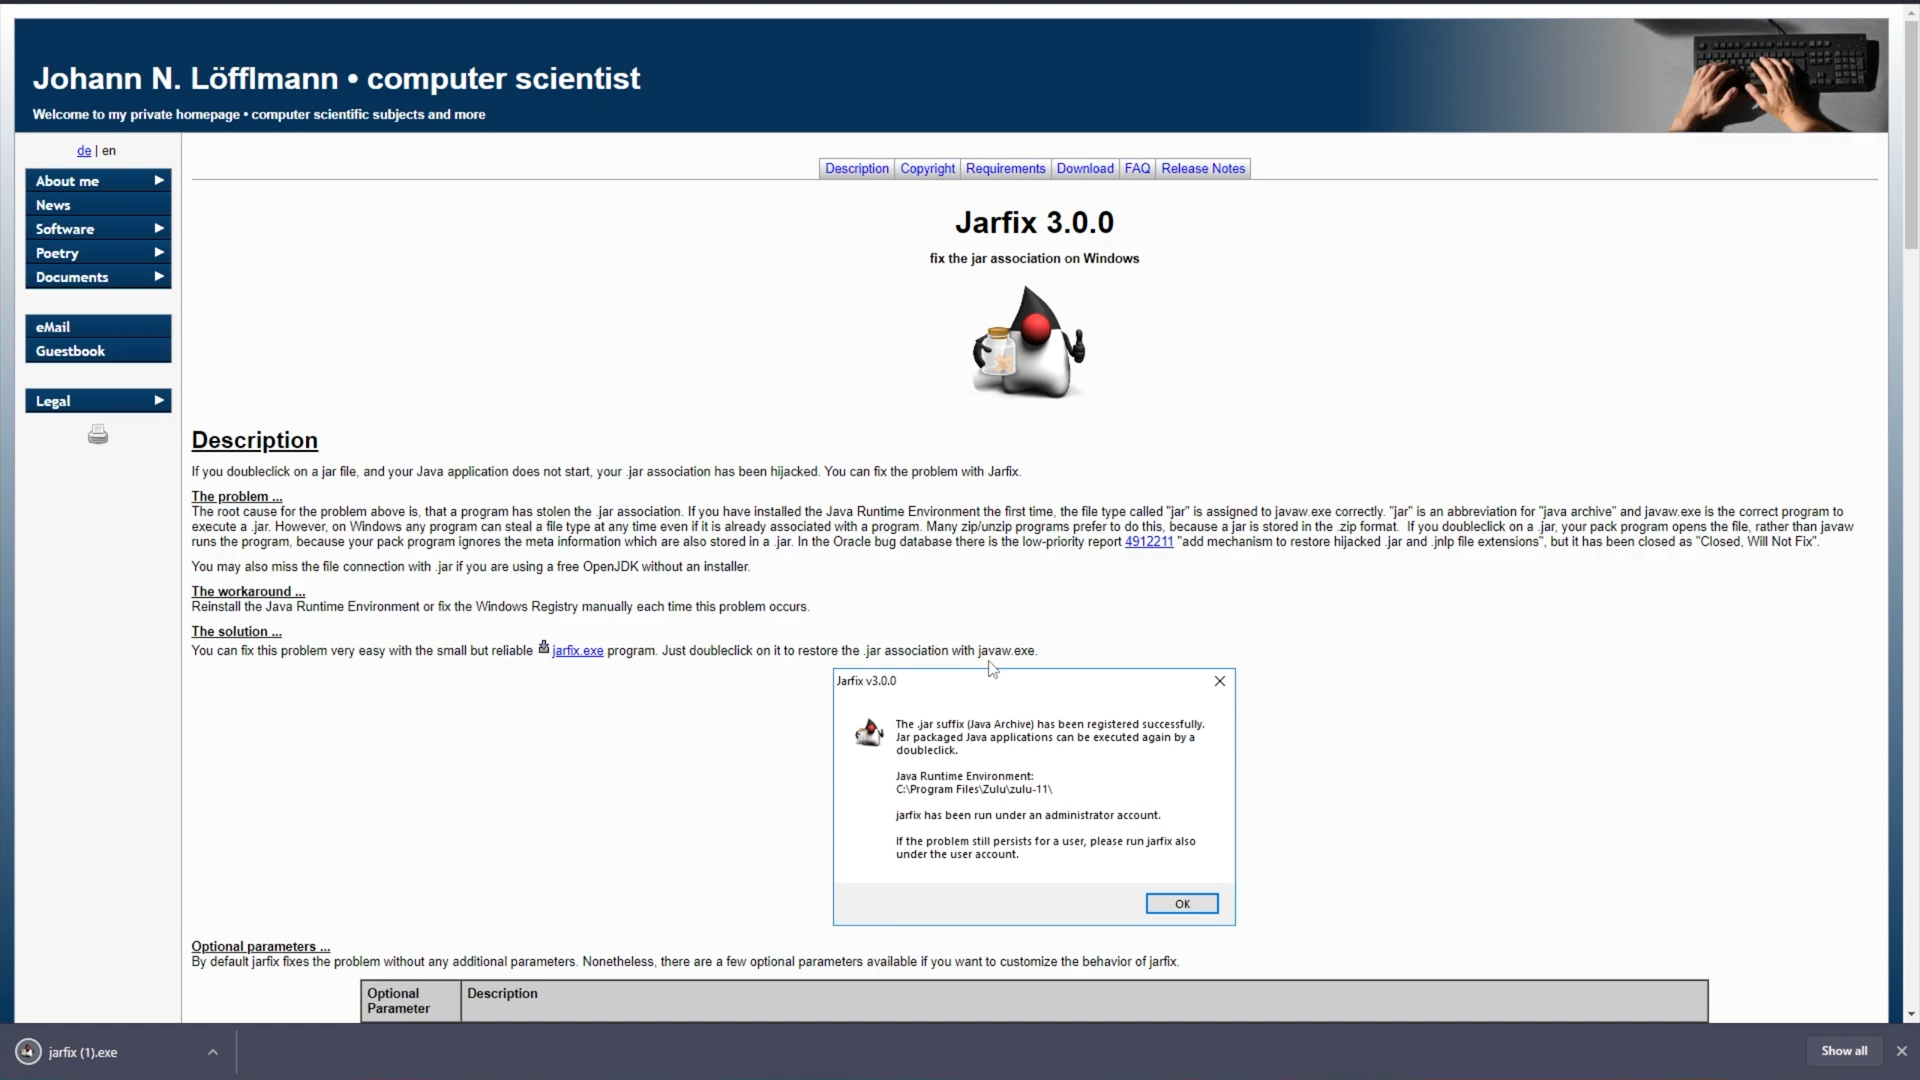 Johann N. Löfflmann • computer scientist
Welcome to my private homepage • computer scientific subjects and more
de | en
About me
News
Software
Poetry
Documents
eMail
Guestbook
Legal
Description Copyright Requirements Download FAQ Release Notes
Jarfix 3.0.0
fix the jar association on Windows
Description
If you doubleclick on a jar file, and your Java application does not start, your .jar association has been hijacked. You can fix the problem with Jarfix.
The problem ...
The root cause for the problem above is, that a program has stolen the .jar association. If you have installed the Java Runtime Environment the first time, the file type called "jar" is assigned to javaw.exe correctly. "jar" is an abbreviation for "java archive" and javaw.exe is the correct program to
execute a .jar. However, on Windows any program can steal a file type at any time even if it is already associated with a program. Many zip/unzip programs prefer to do this, because a jar is stored in the .zip format. If you doubleclick on a .jar, your pack program opens the file, rather than javaw
runs the program, because your pack program ignores the meta information which are also stored in a .jar. In the Oracle bug database there is the low-priority report 4912211 "add mechanism to restore hijacked .jar and .jnlp file extensions", but it has been closed as "Closed, Will Not Fix".
You may also miss the file connection with .jar if you are using a free OpenJDK without an installer.
The workaround ...
Reinstall the Java Runtime Environment or fix the Windows Registry manually each time this problem occurs.
The solution ...
You can fix this problem very easy with the small but reliable jarfix.exe program. Just doubleclick on it to restore the .jar association with javaw.exe.
Jarfix v3.0.0
The .jar suffix (Java Archive) has been registered successfully.
Jar packaged Java applications can be executed again by a
doubleclick.
Java Runtime Environment:
C:\Program Files\Zulu\zulu-11\
jarfix has been run under an administrator account.
If the problem still persists for a user, please run jarfix also
under the user account.
OK
Optional parameters ...
By default jarfix fixes the problem without any additional parameters. Nonetheless, there are a few optional parameters available if you want to customize the behavior of jarfix.
Optional
Parameter
Description
jarfix (1).exe
Show all